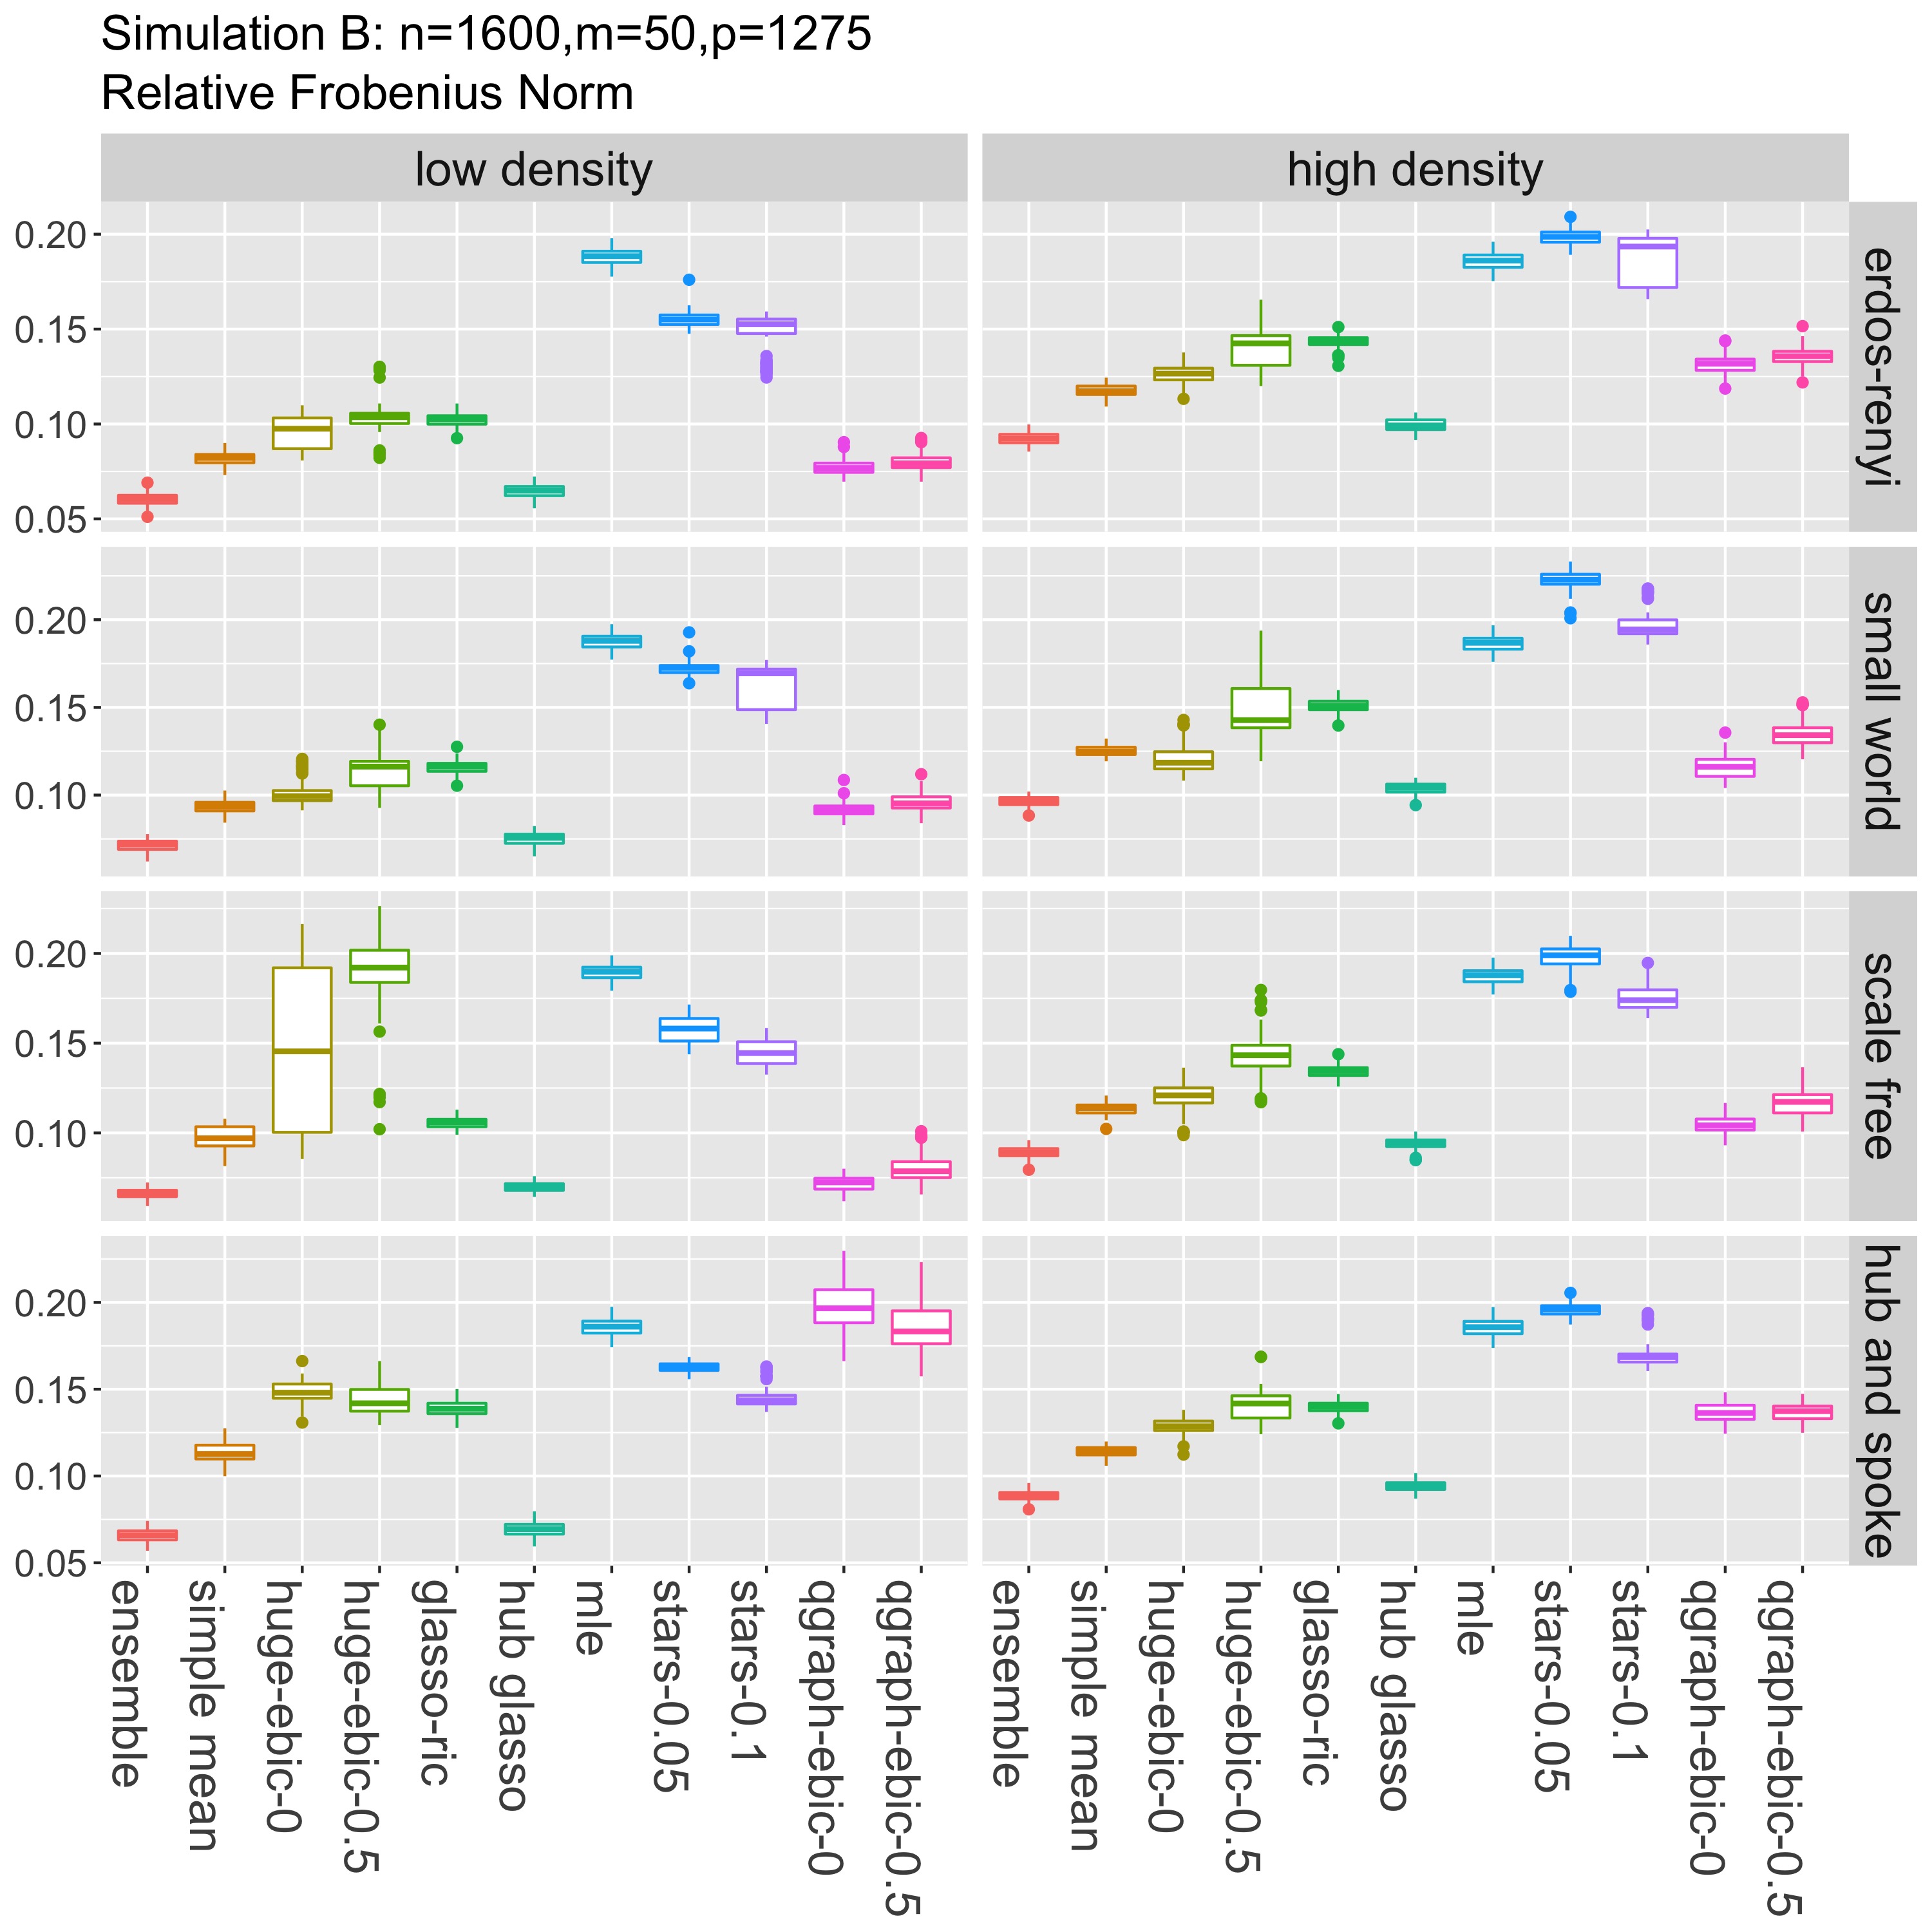 Simulation B: n=1600,m=50,p=1275
Relative Frobenius Norm
low density
high density
0.20
0.15
0.10
0.05
erdos-renyi
0.20
0.15
0.10
small world
0.20
0.15
0.10
scale free
0.20
0.15
0.10
0.05
hub and spoke
ensemble
simple mean
huge-ebic-0
huge-ebic-0.5
glasso-ric
hub glasso
mle
stars-0.05
stars-0.1
qgraph-ebic-0
qgraph-ebic-0.5
ensemble
simple mean
huge-ebic-0
huge-ebic-0.5
glasso-ric
hub glasso
mle
stars-0.05
stars-0.1
qgraph-ebic-0
qgraph-ebic-0.5